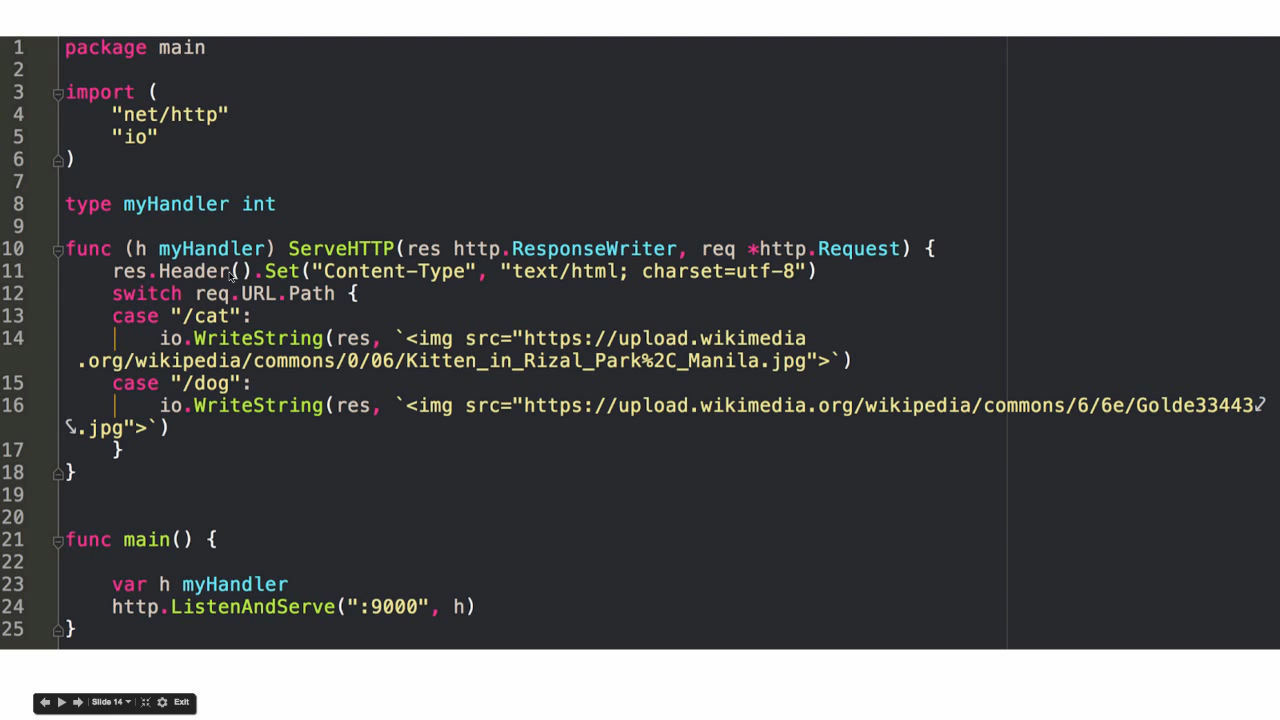 1 package main
2
3 import (
4 "net/http"
5 "io"
6 )
7
8 type myHandler int
9
10 func (h myHandler) ServeHTTP(res http.ResponseWriter, req *http.Request) {
11 res.Header().Set("Content-Type", "text/html; charset=utf-8")
12 switch req.URL.Path {
13 case "/cat":
14 io.WriteString(res, `<img src="https://upload.wikimedia
.org/wikipedia/commons/0/06/Kitten_in_Rizal_Park%2C_Manila.jpg">`)
15 case "/dog":
16 io.WriteString(res, `<img src="https://upload.wikimedia.org/wikipedia/commons/6/6e/Golde33443
.jpg">`)
17 }
18 }
19
20
21 func main() {
22
23 var h myHandler
24 http.ListenAndServe(":9000", h)
25 }
Slide 14 Exit